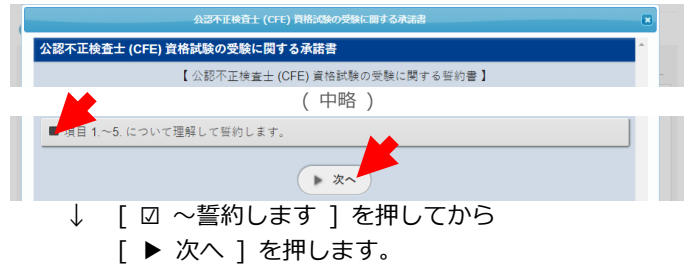 公認不正検査士 (CFE) 資格試験の受験に関する承諾書
公認不正検査士 (CFE) 資格試験の受験に関する承諾書
【 公認不正検査士 (CFE) 資格試験の受験に関する誓約書 】
( 中略 )
項目 1.～5. について理解して誓約します。
▶ 次へ
↓ [ ☑ ～誓約します ] を押してから
[ ▶ 次へ ] を押します。